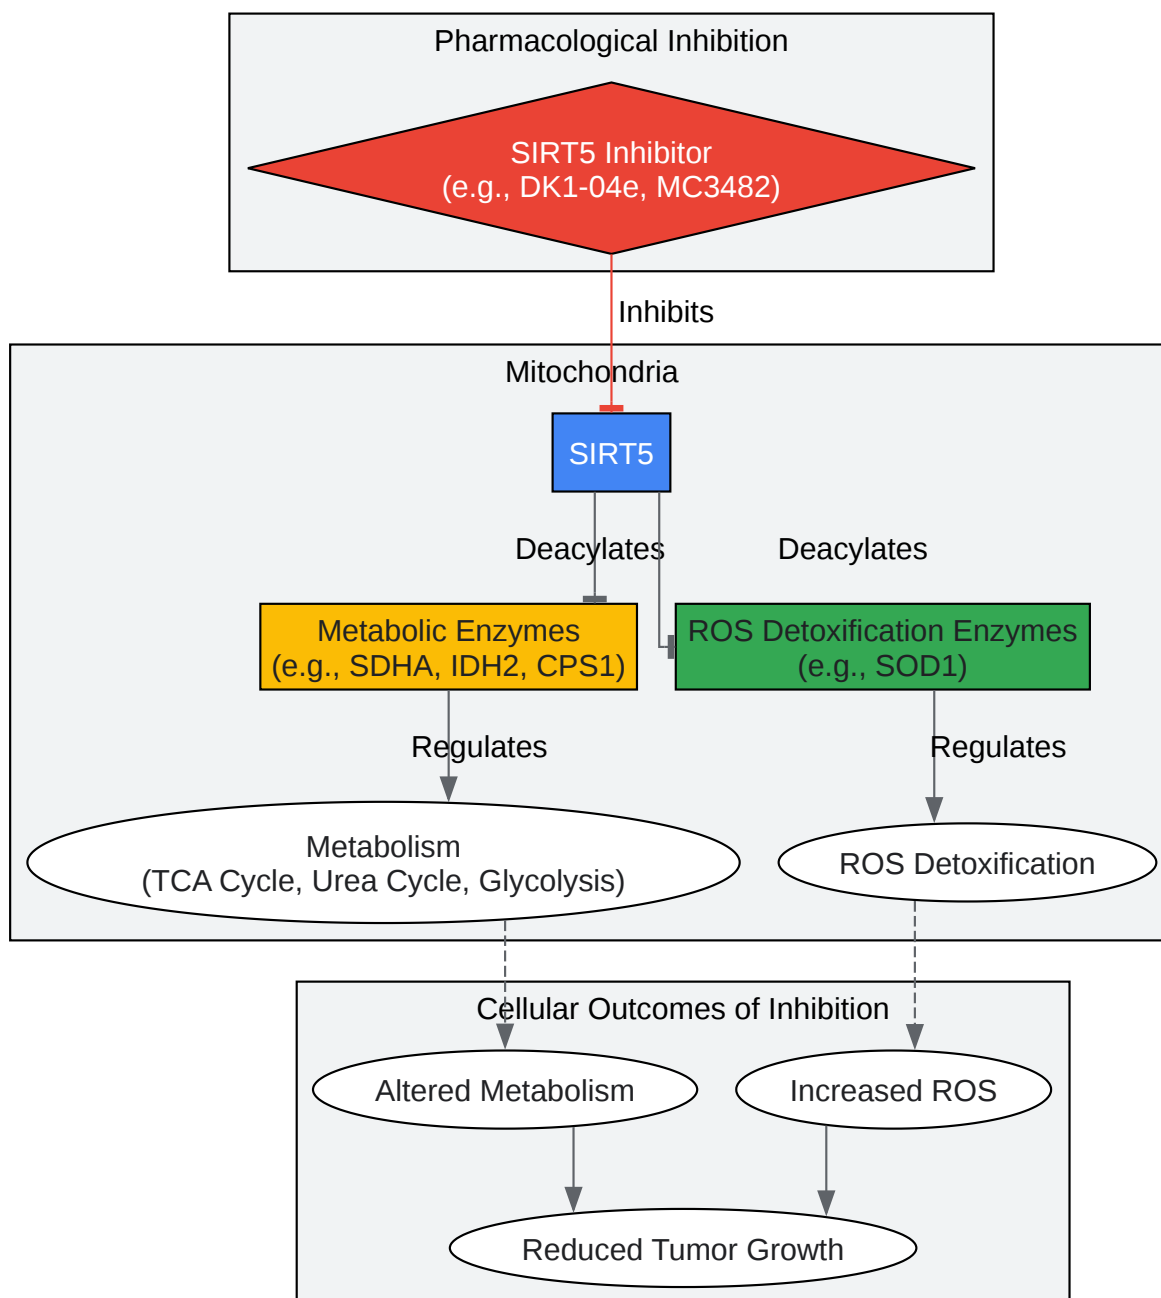 Pharmacological Inhibition
SIRT5 Inhibitor
(e.g., DK1-04e, MC3482)
Inhibits
Mitochondria
SIRT5
Deacylates
Deacylates
Metabolic Enzymes
(e.g., SDHA, IDH2, CPS1)
ROS Detoxification Enzymes
(e.g., SOD1)
Regulates
Regulates
Metabolism
(TCA Cycle, Urea Cycle, Glycolysis)
ROS Detoxification
Cellular Outcomes of Inhibition
Altered Metabolism
Increased ROS
Reduced Tumor Growth